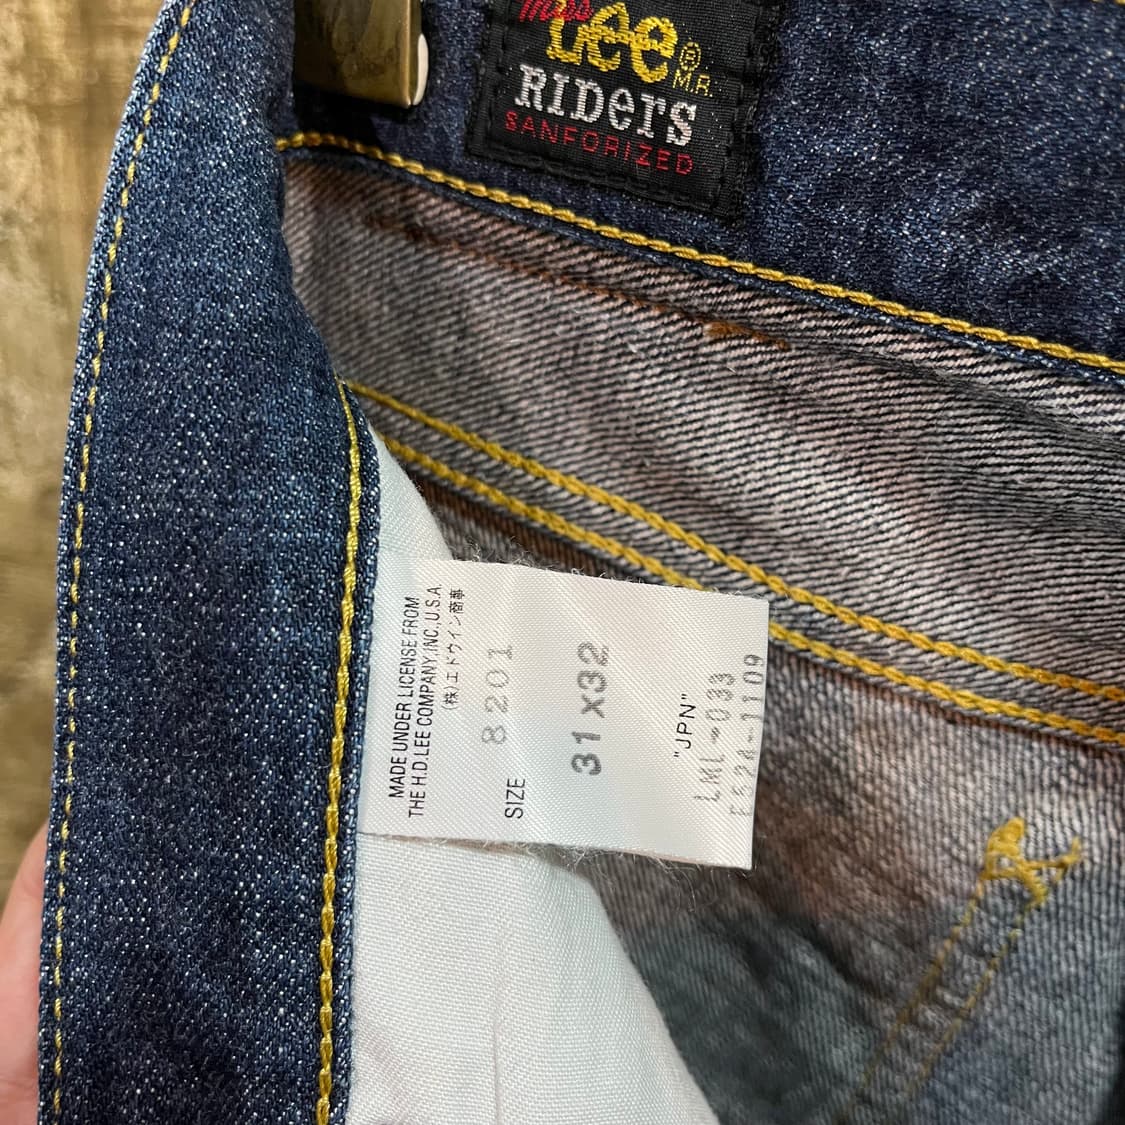 miss
Lee ®
M.R.
RIDERS
SANFORIZED
MADE UNDER LICENSE FROM
THE H.D.LEE COMPANY,INC.,U.S.A.
(株)エドウイン商事
8201
SIZE
31 x32
"JPN"
LML-033